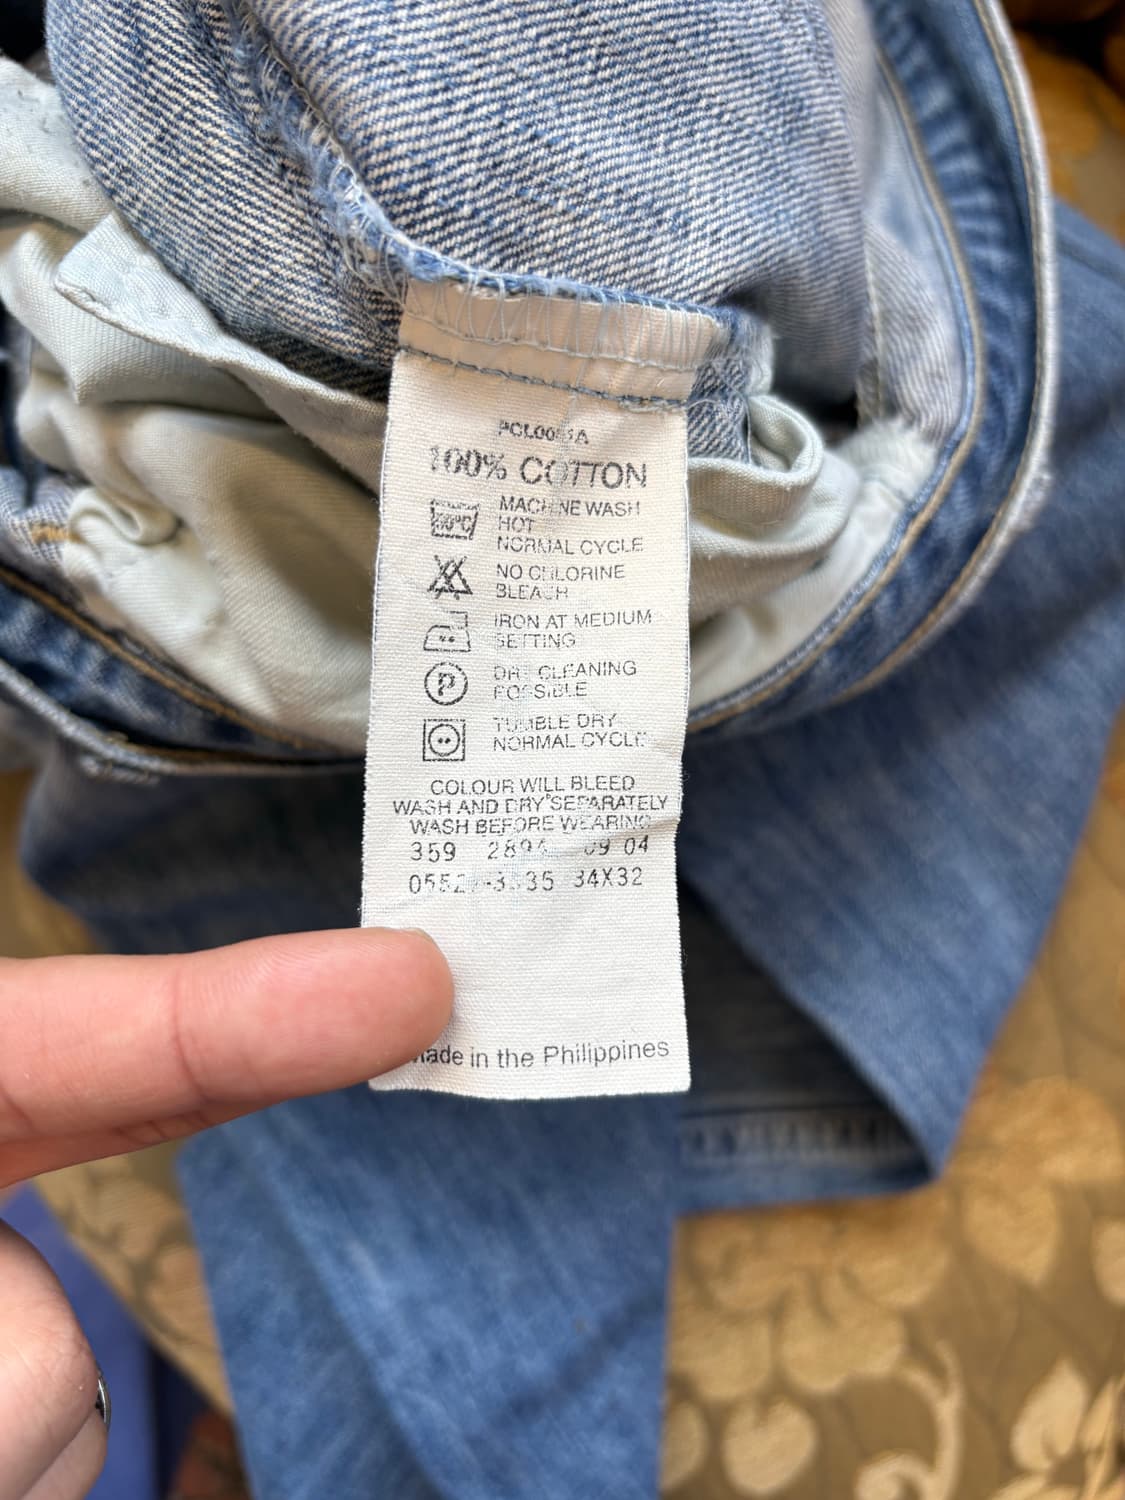 100% COTTON
MACHINE WASH
HOT
NORMAL CYCLE
NO CHLORINE
BLEACH
IRON AT MEDIUM
SETTING
P
DRY CLEANING
POSSIBLE
TUMBLE DRY
NORMAL CYCLE
COLOUR WILL BLEED
WASH AND DRY SEPARATELY
WASH BEFORE WEARING
359 09 04
34X32
Made in the Philippines